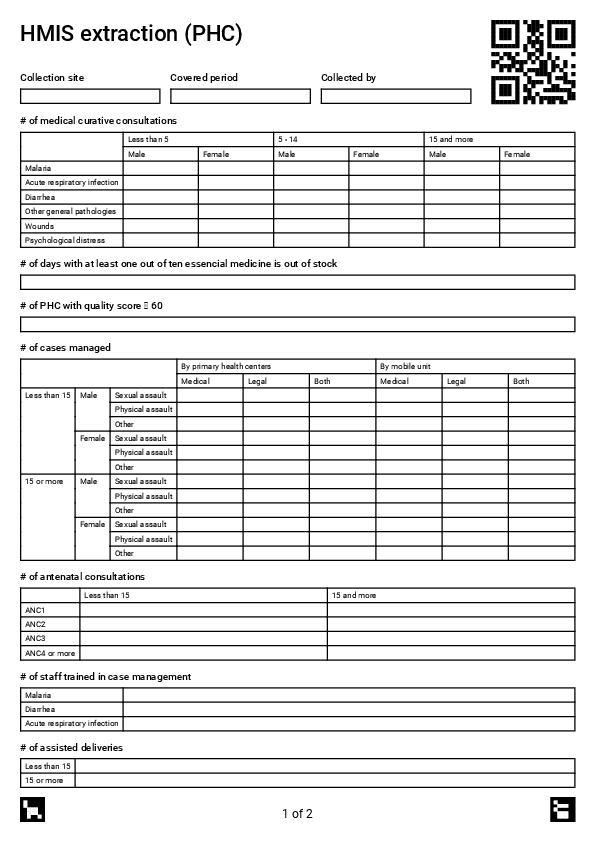 HMIS extraction (PHC)
Collection site Covered period Collected by
# of medical curative consultations
Less than 5 5 - 14 15 and more
Male Female Male Female Male Female
Malaria
Acute respiratory infection
Diarrhea
Other general pathologies
Wounds
Psychological distress
# of days with at least one out of ten essencial medicine is out of stock
# of PHC with quality score 60
# of cases managed
By primary health centers By mobile unit
Medical Legal Both Medical Legal Both
Less than 15 Male Sexual assault
Physical assault
Other
Female Sexual assault
Physical assault
Other
15 or more Male Sexual assault
Physical assault
Other
Female Sexual assault
Physical assault
Other
# of antenatal consultations
Less than 15 15 and more
ANC1
ANC2
ANC3
ANC4 or more
# of staff trained in case management
Malaria
Diarrhea
Acute respiratory infection
# of assisted deliveries
Less than 15
15 or more
1 of 2